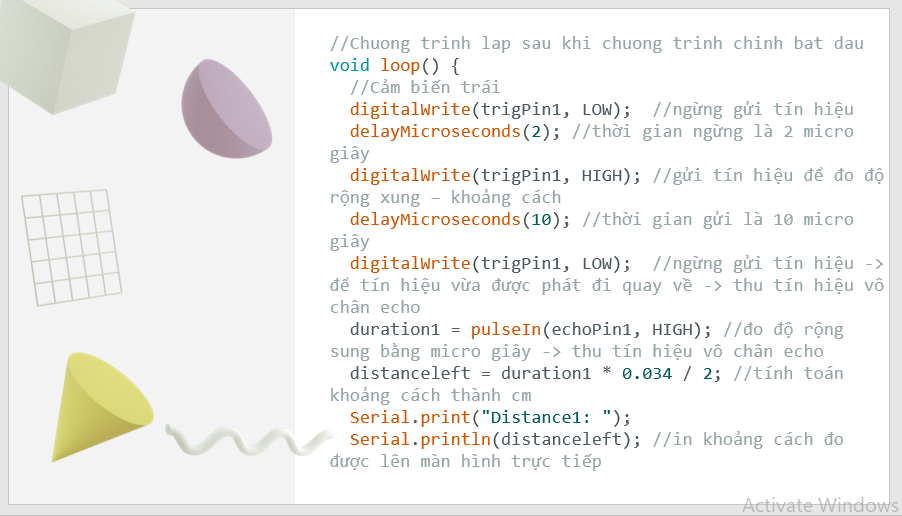 //Chuong trinh lap sau khi chuong trinh chinh bat dau
void loop() {
//Cảm biến trái
digitalWrite(trigPin1, LOW);  //ngừng gửi tín hiệu
delayMicroseconds(2); //thời gian ngừng là 2 micro
giây
digitalWrite(trigPin1, HIGH); //gửi tín hiệu để đo độ
rộng xung – khoảng cách
delayMicroseconds(10); //thời gian gửi là 10 micro
giây
digitalWrite(trigPin1, LOW);  //ngừng gửi tín hiệu ->
để tín hiệu vừa được phát đi quay về -> thu tín hiệu vô
chân echo
duration1 = pulseIn(echoPin1, HIGH); //đo độ rộng
sung bằng micro giây -> thu tín hiệu vô chân echo
distanceleft = duration1 * 0.034 / 2; //tính toán
khoảng cách thành cm
Serial.print("Distance1: ");
Serial.println(distanceleft); //in khoảng cách đo
được lên màn hình trực tiếp
Activate Windows